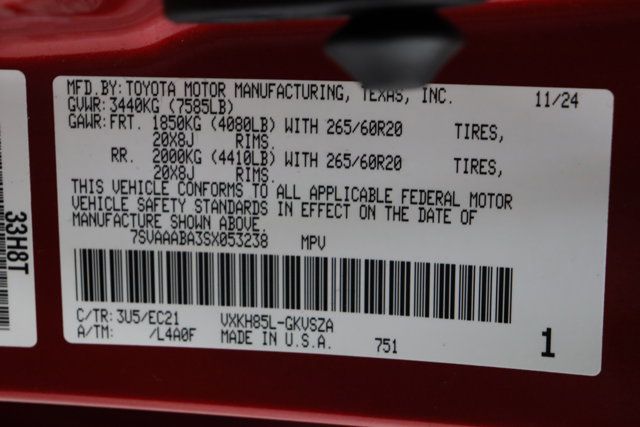 MFD.BY:TOYOTA MOTOR MANUFACTURING, TEXAS, INC. 11/24
GVWR:3440KG (7585LB)
GAWR:FRT. 1850KG (4080LB) WITH 265/60R20 TIRES,
20X8J RIMS.
RR. 2000KG (4410LB) WITH 265/60R20 TIRES,
20X8J RIMS.
THIS VEHICLE CONFORMS TO ALL APPLICABLE FEDERAL MOTOR
VEHICLE SAFETY STANDARDS IN EFFECT ON THE DATE OF
MANUFACTURE SHOWN ABOVE.
7SVAAABA3SX053238 MPV
C/TR: 3U5/EC21 VXKH85L-GKVSZA
A/TM: /L4A0F MADE IN U.S.A. 751 1
33H8T